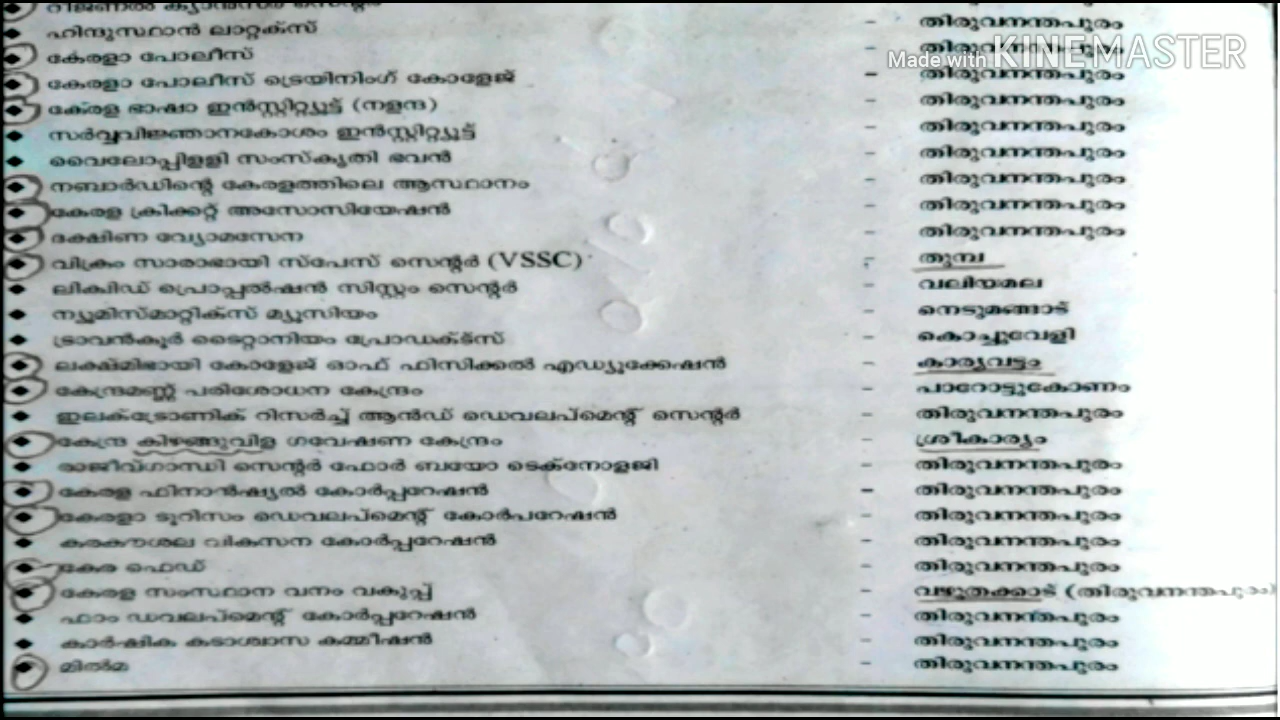 ◆ റീജണൽ ക്യാൻസർ സെന്റർ
◆ ഹിന്ദുസ്ഥാൻ ലാറ്റക്സ് - തിരുവനന്തപുരം
◆ കേരളാ പോലീസ് - തിരുവനന്തപുരം
Made with KINEMASTER
◆ കേരളാ പോലീസ് ട്രെയിനിംഗ് കോളേജ് - തിരുവനന്തപുരം
◆ കേരള ഭാഷാ ഇൻസ്റ്റിറ്റ്യൂട്ട് (നളന്ദ) - തിരുവനന്തപുരം
◆ സർവ്വവിജ്ഞാനകോശം ഇൻസ്റ്റിറ്റ്യൂട്ട് - തിരുവനന്തപുരം
◆ വൈലോപ്പിളളി സംസ്കൃതി ഭവൻ - തിരുവനന്തപുരം
◆ നബാർഡിന്റെ കേരളത്തിലെ ആസ്ഥാനം - തിരുവനന്തപുരം
◆ കേരള ക്രിക്കറ്റ് അസോസിയേഷൻ - തിരുവനന്തപുരം
◆ ദക്ഷിണ വ്യോമസേന - തിരുവനന്തപുരം
◆ വിക്രം സാരാഭായി സ്പേസ് സെന്റർ (VSSC) - തുമ്പ
◆ ലിക്വിഡ് പ്രൊപ്പൽഷൻ സിസ്റ്റം സെന്റർ - വലിയമല
◆ ന്യൂമിസ്മാറ്റിക്സ് മ്യൂസിയം - നെടുമങ്ങാട്
◆ ട്രാവൻകൂർ ടൈറ്റാനിയം പ്രോഡക്ട്സ് - കൊച്ചുവേളി
◆ ലക്ഷ്മിഭായി കോളേജ് ഓഫ് ഫിസിക്കൽ എഡ്യൂക്കേഷൻ - കാര്യവട്ടം
◆ കേന്ദ്രമണ്ണ് പരിശോധന കേന്ദ്രം - പാറോട്ടുകോണം
◆ ഇലക്ട്രോണിക് റിസർച്ച് ആൻഡ് ഡെവലപ്മെന്റ് സെന്റർ - തിരുവനന്തപുരം
◆ കേന്ദ്ര കിഴങ്ങുവിള ഗവേഷണ കേന്ദ്രം - ശ്രീകാര്യം
◆ രാജീവ്ഗാന്ധി സെന്റർ ഫോർ ബയോ ടെക്നോളജി - തിരുവനന്തപുരം
◆ കേരള ഫിനാൻഷ്യൽ കോർപ്പറേഷൻ - തിരുവനന്തപുരം
◆ കേരളാ ടൂറിസം ഡെവലപ്മെന്റ് കോർപറേഷൻ - തിരുവനന്തപുരം
◆ കരകൗശല വികസന കോർപ്പറേഷൻ - തിരുവനന്തപുരം
◆ കേര ഫെഡ് - തിരുവനന്തപുരം
◆ കേരള സംസ്ഥാന വനം വകുപ്പ് - വഴുതക്കാട് (തിരുവനന്തപുരം)
◆ ഫാം ഡവലപ്മെന്റ് കോർപ്പറേഷൻ - തിരുവനന്തപുരം
◆ കാർഷിക കടാശ്വാസ കമ്മീഷൻ - തിരുവനന്തപുരം
◆ മിൽമ - തിരുവനന്തപുരം